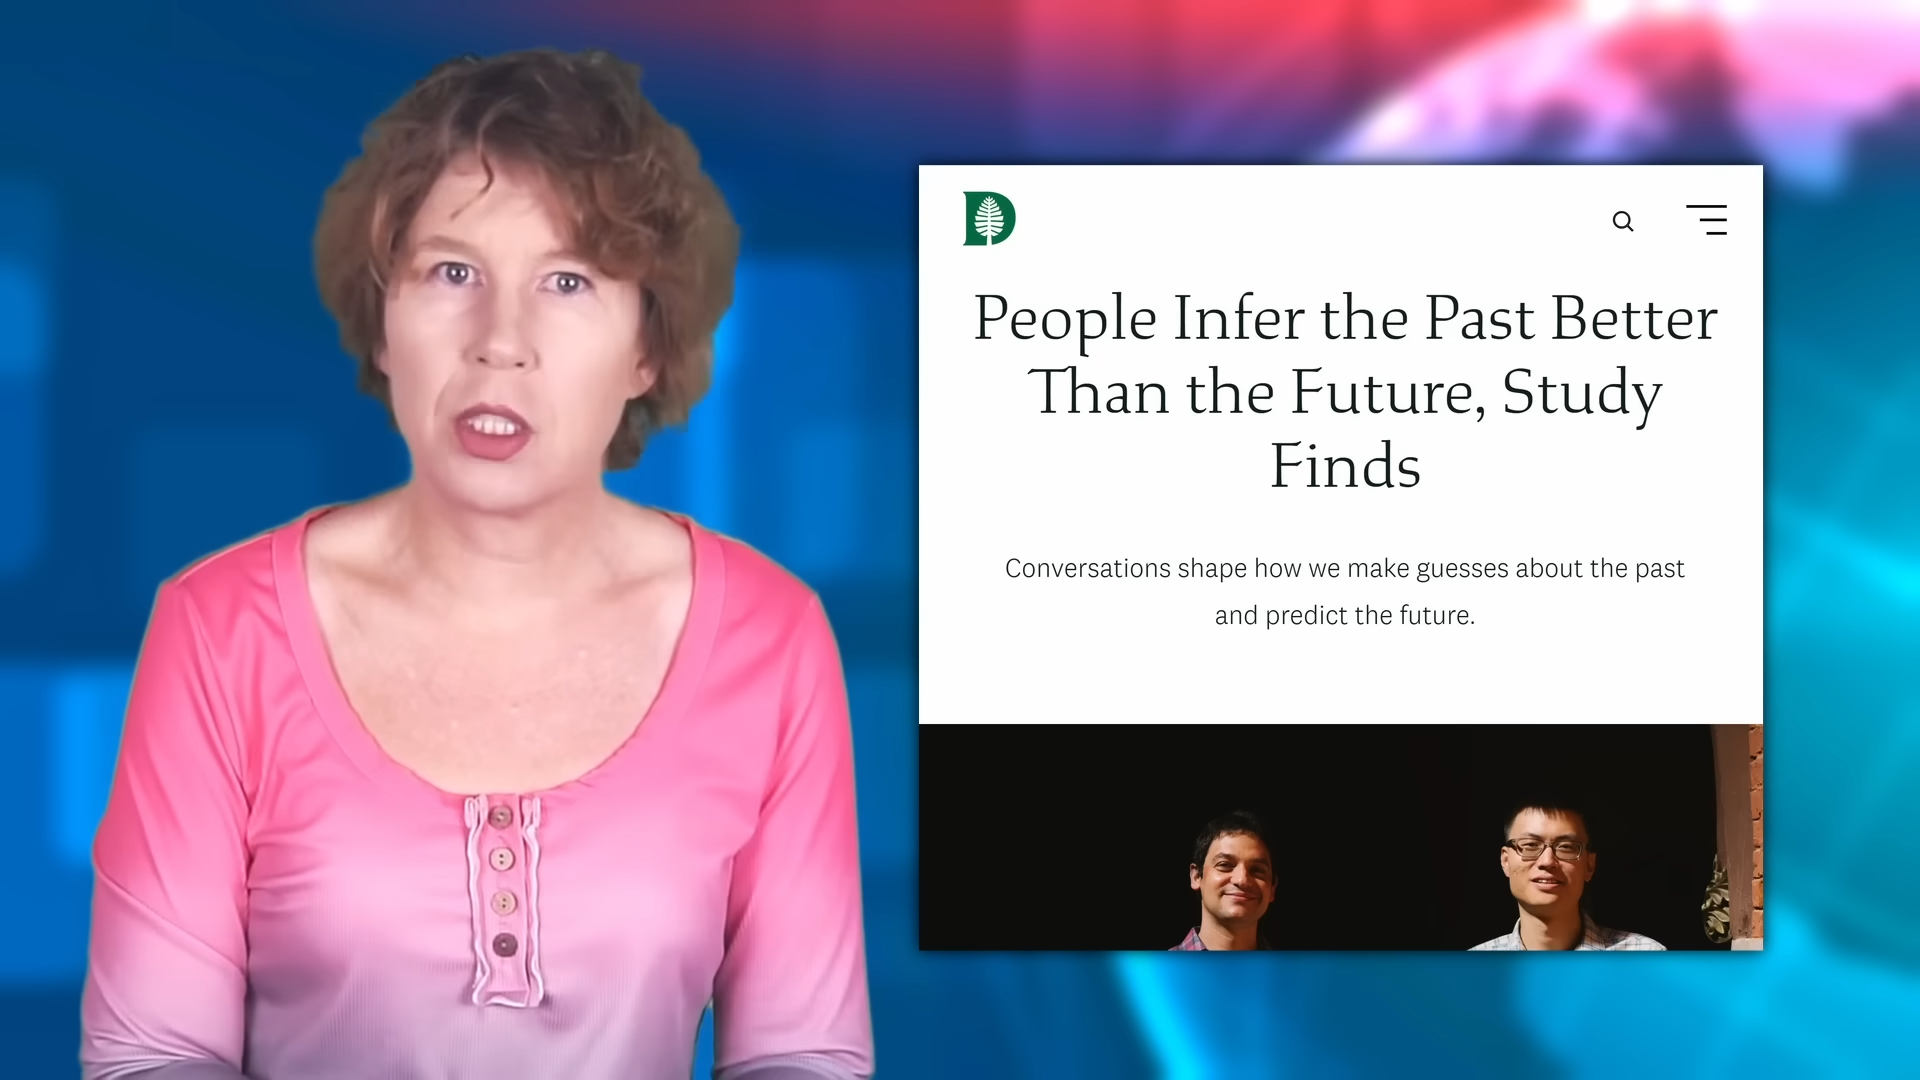 D
People Infer the Past Better
Than the Future, Study
Finds
Conversations shape how we make guesses about the past
and predict the future.